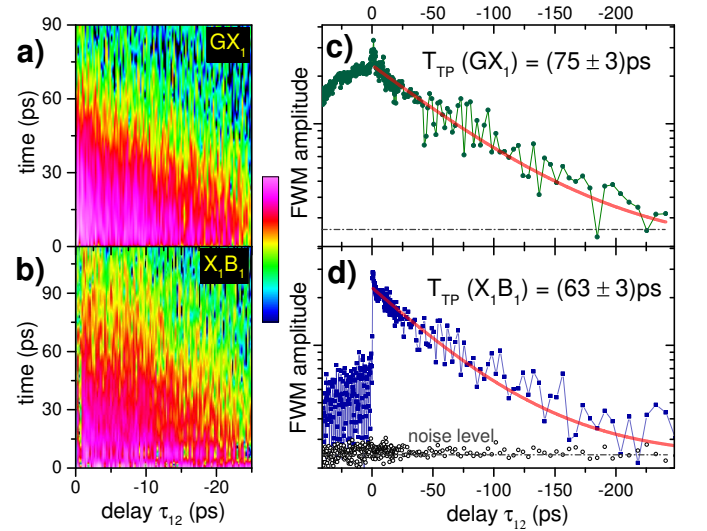 0 -50 -100 -150 -200
a)
GX₁
90
60
30
0
time (ps)
c)
T_TP (GX₁) = (75 ± 3)ps
FWM amplitude
b)
X₁B₁
90
60
30
0
time (ps)
0 -10 -20
delay τ₁₂ (ps)
d)
T_TP (X₁B₁) = (63 ± 3)ps
FWM amplitude
noise level
0 -50 -100 -150 -200
delay τ₁₂ (ps)